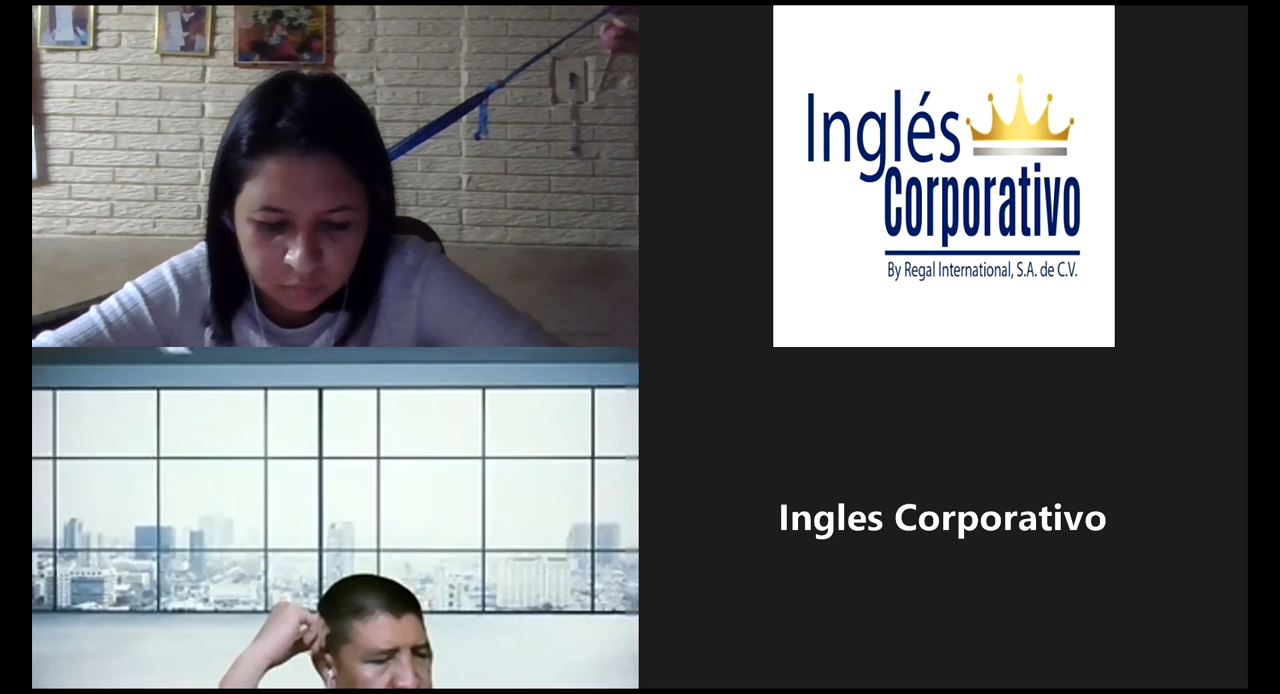 Inglés
Corporativo
By Regal International, S.A. de C.V.
Ingles Corporativo